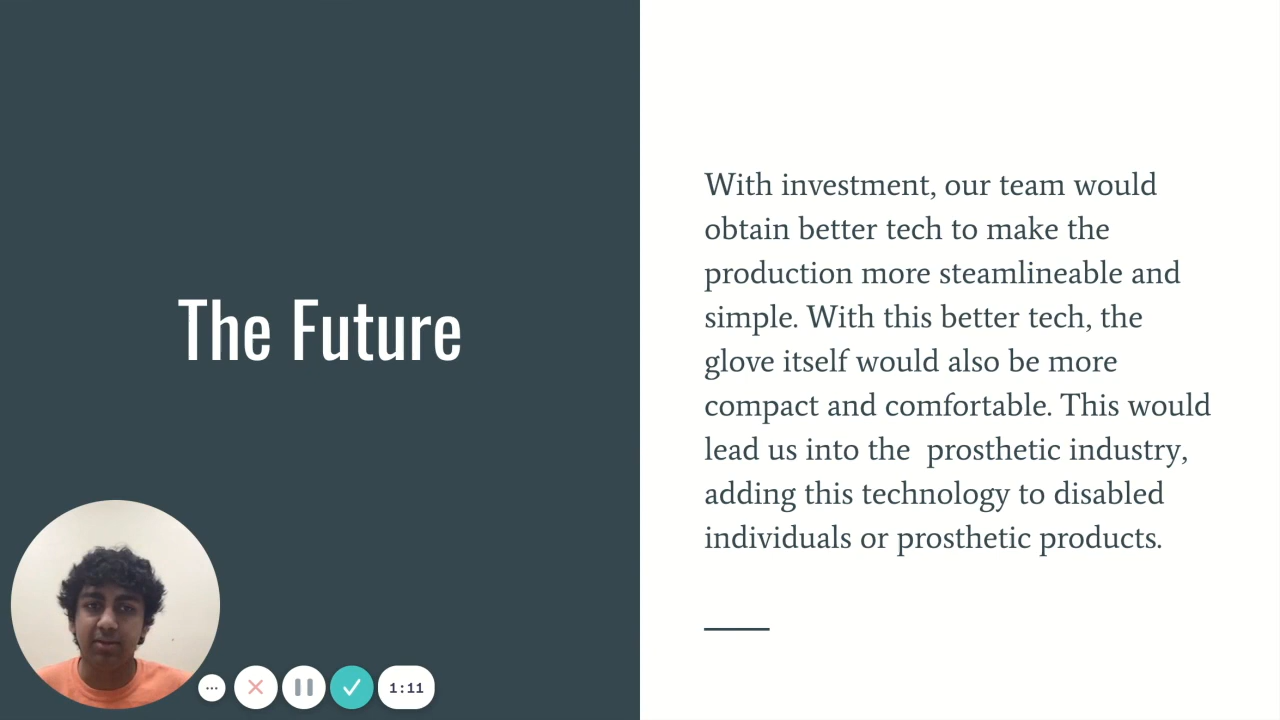 The Future
With investment, our team would
obtain better tech to make the
production more steamlineable and
simple. With this better tech, the
glove itself would also be more
compact and comfortable. This would
lead us into the  prosthetic industry,
adding this technology to disabled
individuals or prosthetic products.
1:11